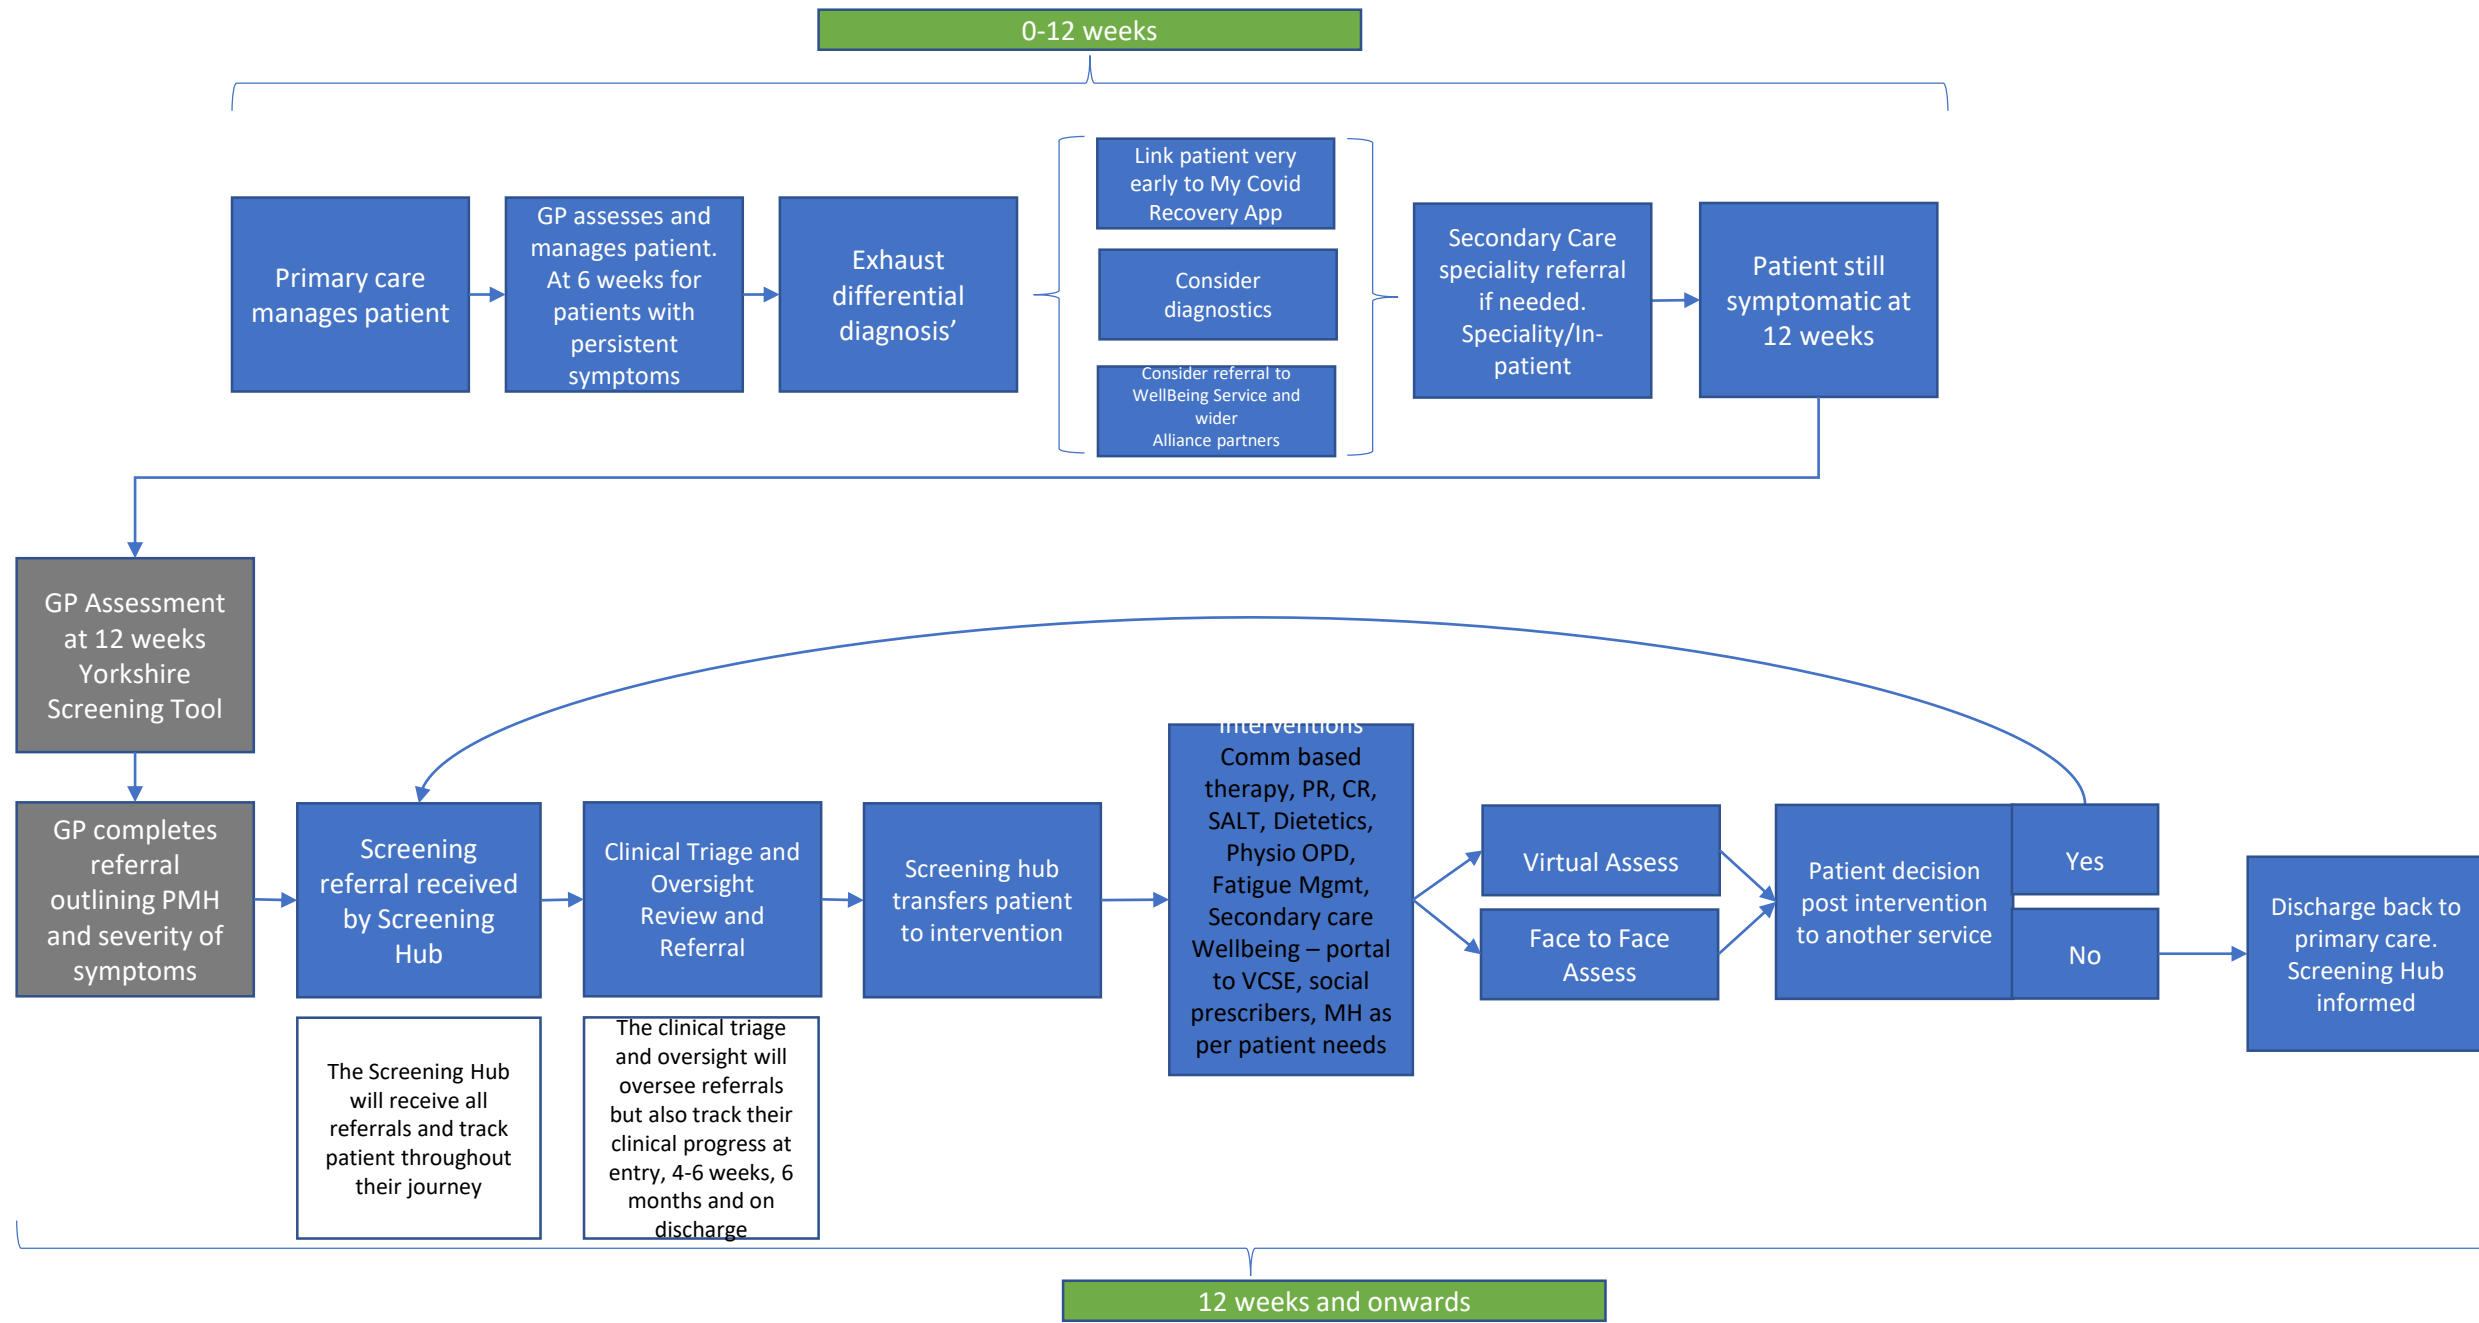 0-12 weeks
Primary care
manages patient
GP assesses and
manages patient.
At 6 weeks for
patients with
persistent
symptoms
Exhaust
differential
diagnosis’
Link patient very
early to My Covid
Recovery App
Consider
diagnostics
Consider referral to
WellBeing Service and
wider
Alliance partners
Secondary Care
speciality referral
if needed.
Speciality/In-
patient
Patient still
symptomatic at
12 weeks
GP Assessment
at 12 weeks
Yorkshire
Screening Tool
GP completes
referral
outlining PMH
and severity of
symptoms
Screening
referral received
by Screening
Hub
Clinical Triage and
Oversight
Review and
Referral
Screening hub
transfers patient
to intervention
Interventions
Comm based
therapy, PR, CR,
SALT, Dietetics,
Physio OPD,
Fatigue Mgmt,
Secondary care
Wellbeing – portal
to VCSE, social
prescribers, MH as
per patient needs
Virtual Assess
Face to Face
Assess
Patient decision
post intervention
to another service
Yes
No
Discharge back to
primary care.
Screening Hub
informed
The Screening Hub
will receive all
referrals and track
patient throughout
their journey
The clinical triage
and oversight will
oversee referrals
but also track their
clinical progress at
entry, 4-6 weeks, 6
months and on
discharge
12 weeks and onwards